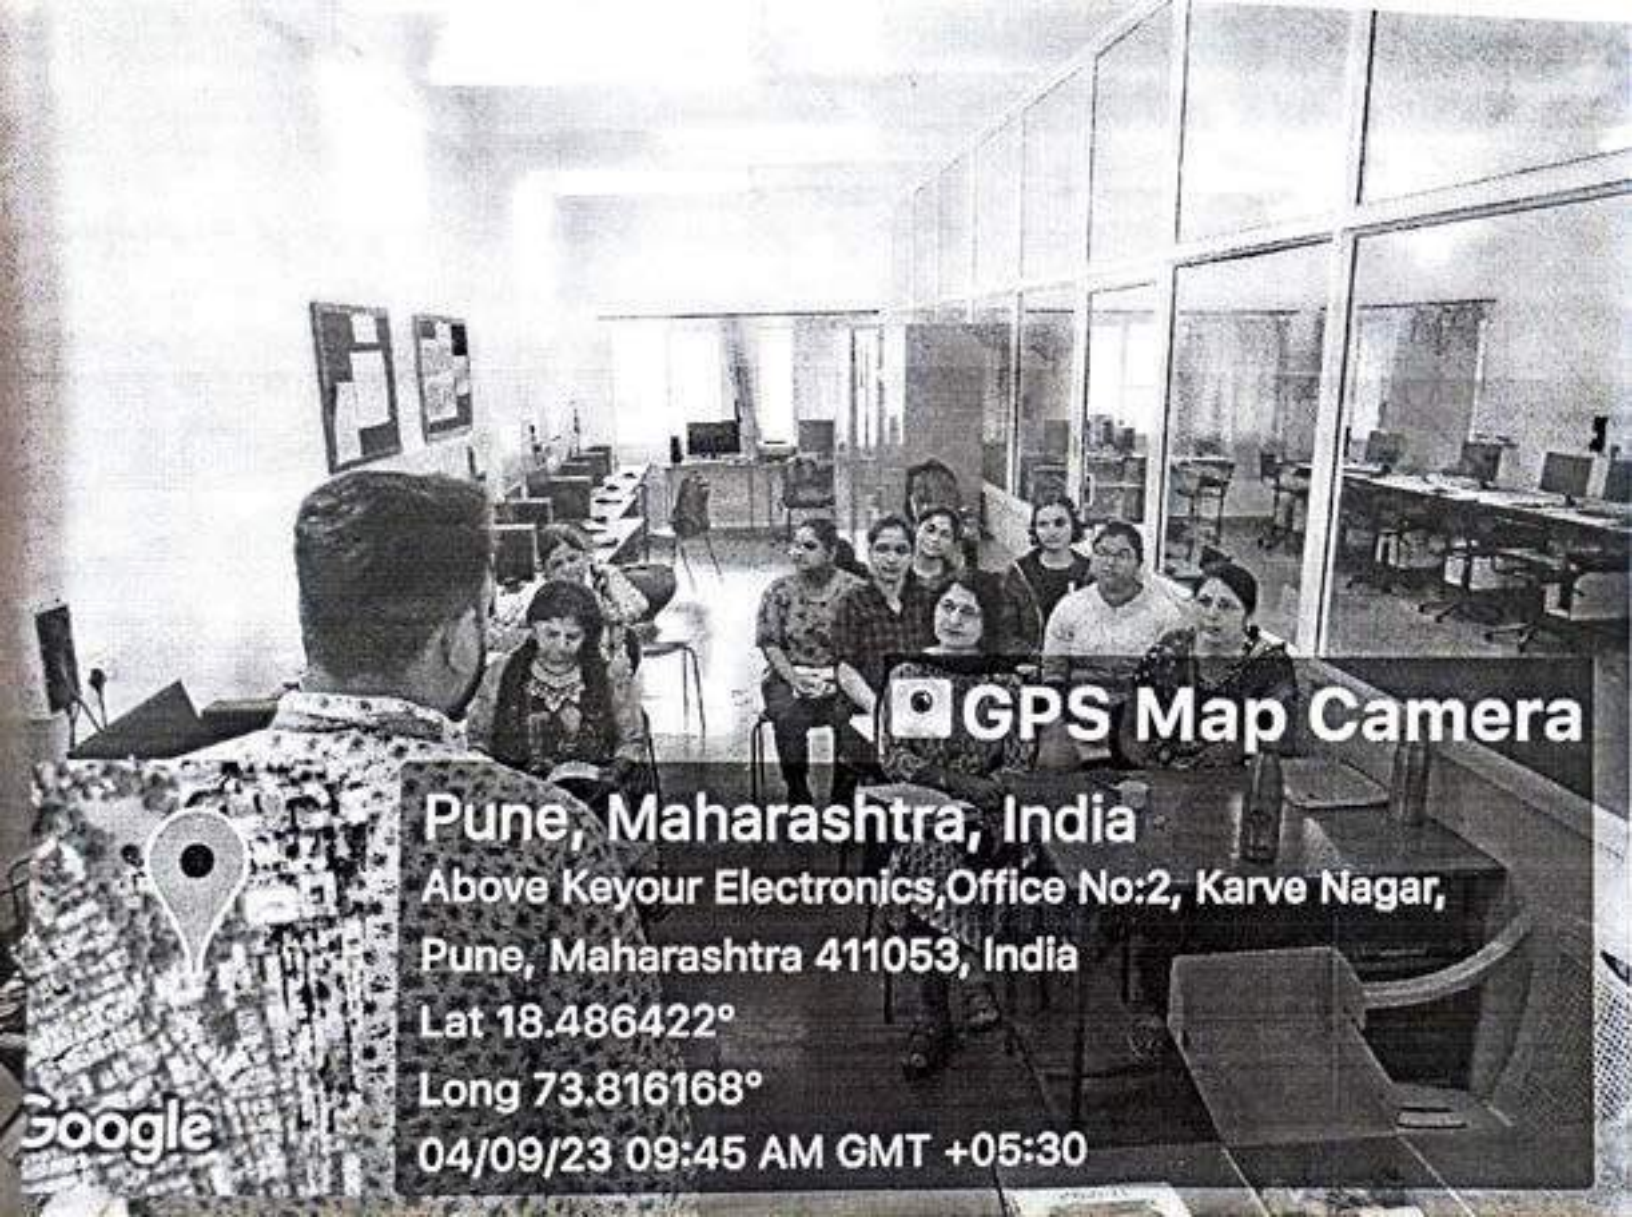 GPS Map Camera
Pune, Maharashtra, India
Above Keyour Electronics,Office No:2, Karve Nagar,
Pune, Maharashtra 411053, India
Lat 18.486422°
Long 73.816168°
04/09/23 09:45 AM GMT +05:30
Google